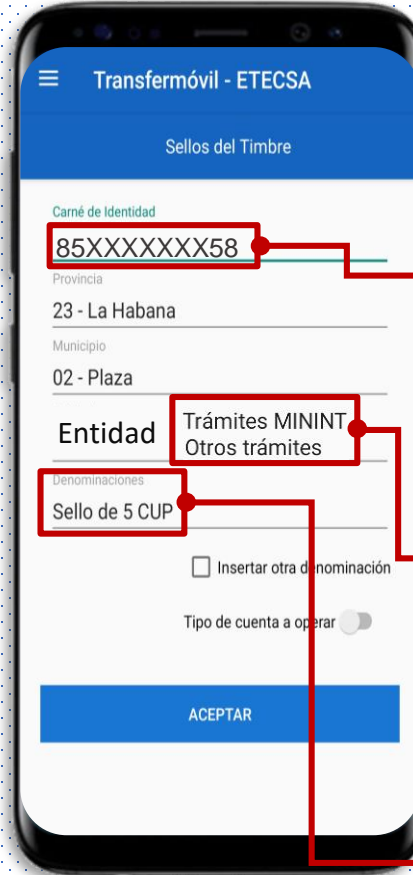 Transfermóvil - ETECSA
Sellos del Timbre
Carné de Identidad
85XXXXXXX58
Provincia
23 - La Habana
Municipio
02 - Plaza
Entidad
Trámites MININT
Otros trámites
Denominaciones
Sello de 5 CUP
Insertar otra denominación
Tipo de cuenta a operar
ACEPTAR